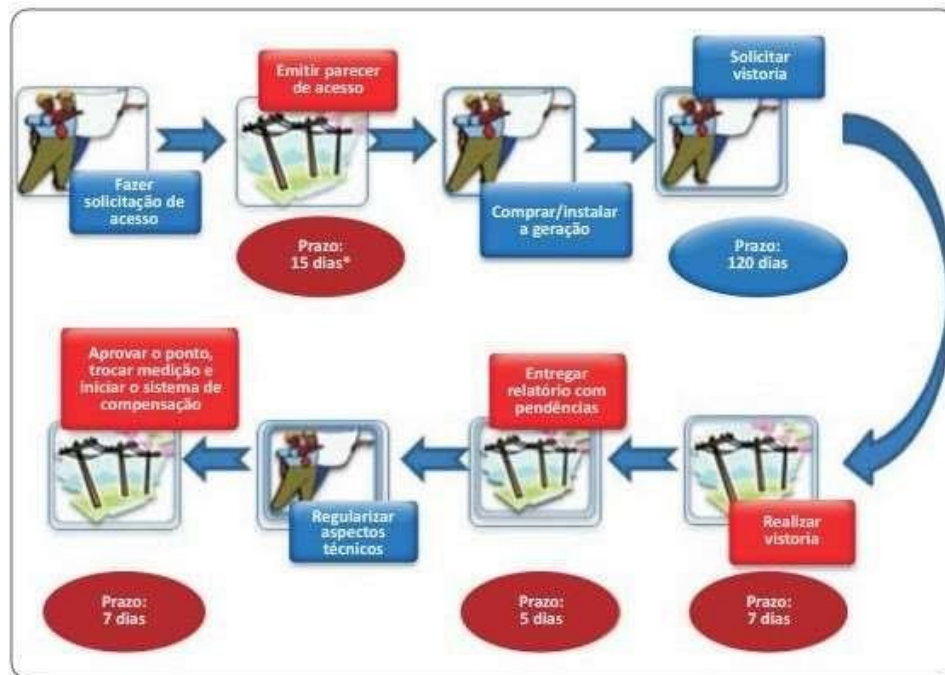 Fazer
solicitação de
acesso
Emitir parecer
de acesso
Prazo:
15 dias*
Comprar/instalar
a geração
Solicitar
vistoria
Prazo:
120 dias
Realizar
vistoria
Prazo:
7 dias
Entregar
relatório com
pendências
Prazo:
5 dias
Regularizar
aspectos
técnicos
Aprovar o ponto,
trocar medição e
iniciar o sistema de
compensação
Prazo:
7 dias